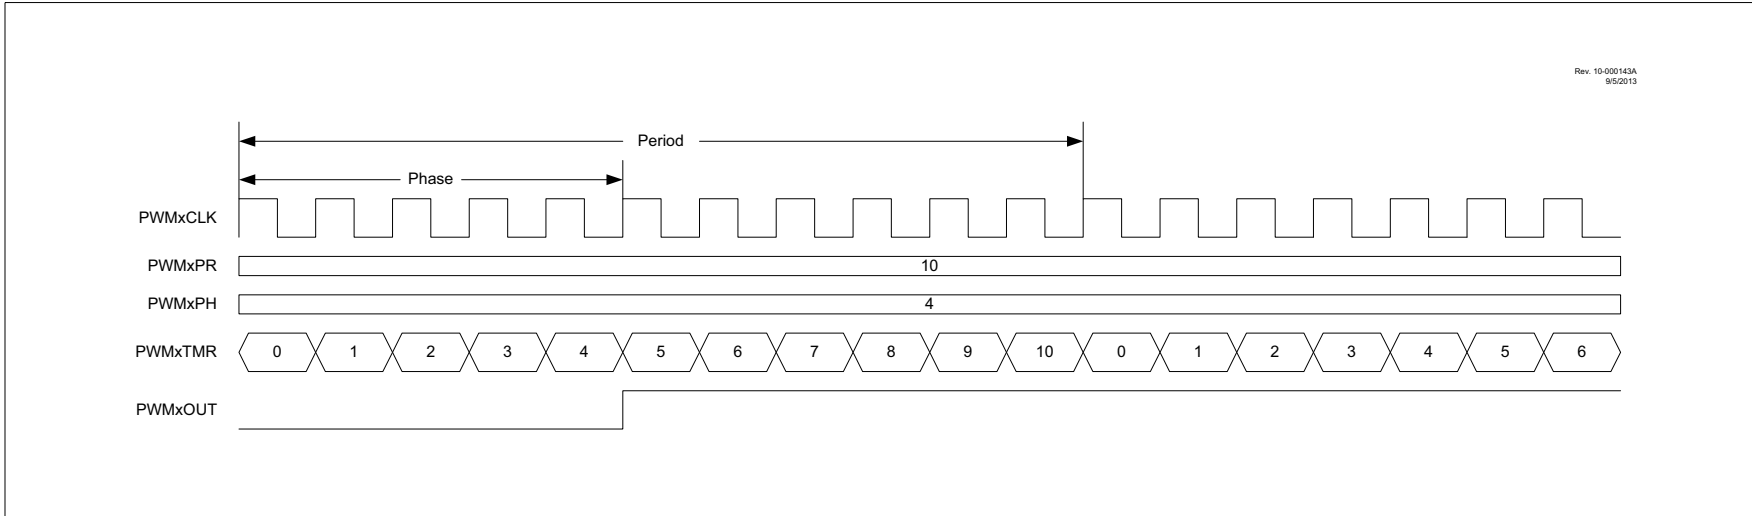 Rev. 10-000143A
9/5/2013
Period
Phase
PWMxCLK
PWMxPR 10
PWMxPH 4
PWMxTMR 0 1 2 3 4 5 6 7 8 9 10 0 1 2 3 4 5 6
PWMxOUT